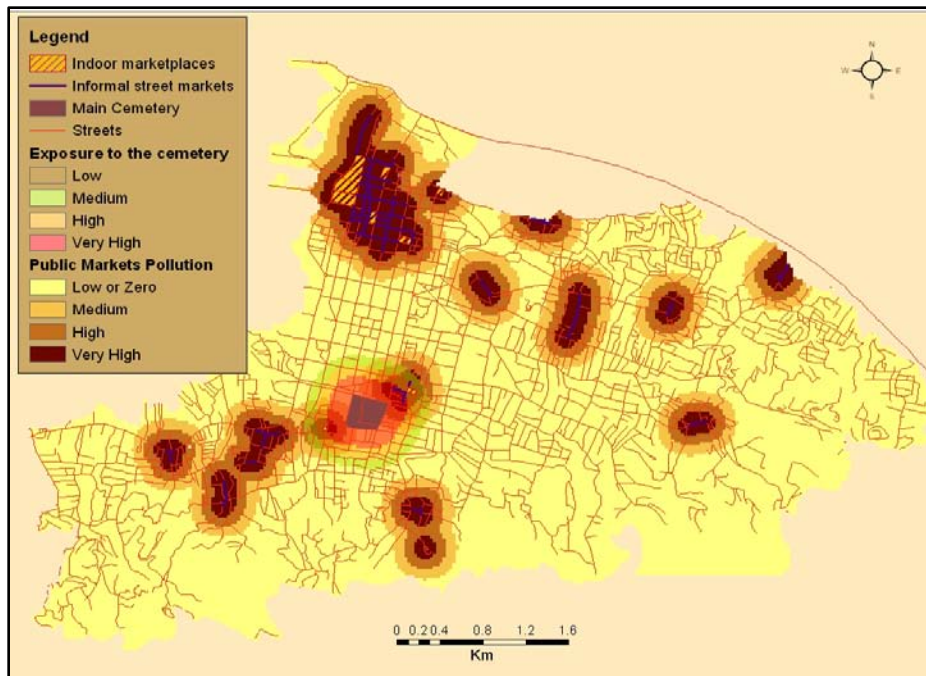 Legend
Indoor marketplaces
Informal street markets
Main Cemetery
Streets
Exposure to the cemetery
Low
Medium
High
Very High
Public Markets Pollution
Low or Zero
Medium
High
Very High
N
W E
S
0 0.2 0.4 0.8 1.2 1.6
Km